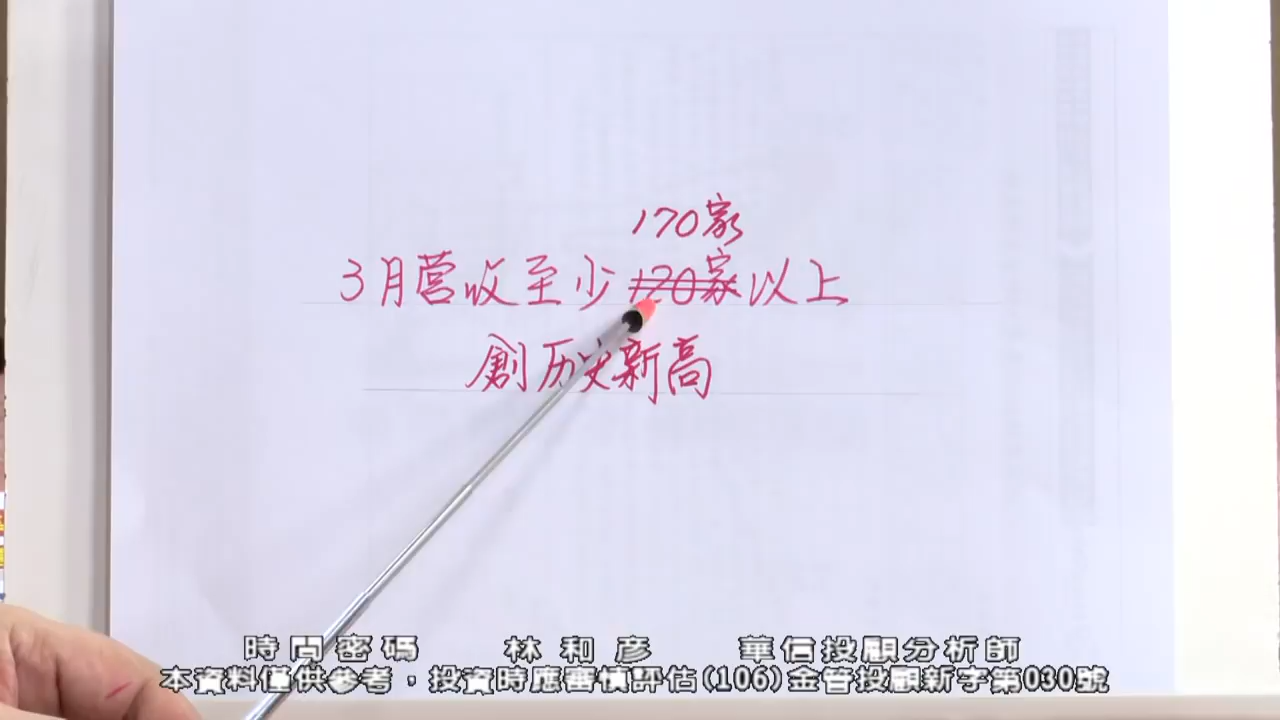 170家
3月営收至少120家以上
創历史新高
時間密碼 林和彥 華信投顧分析師
本資料僅供參考，投資時應審慎評估(106)金管投顧新字第030號